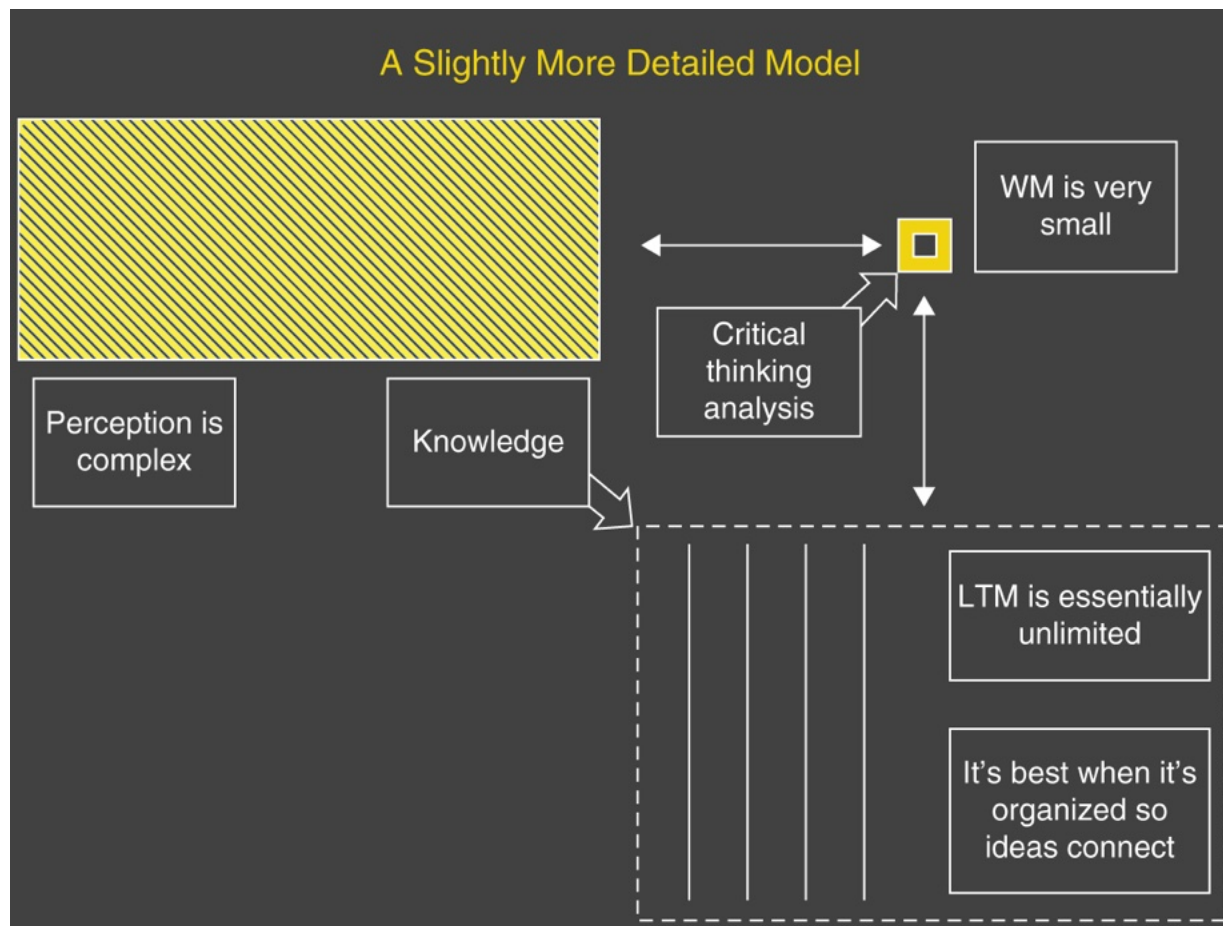 A Slightly More Detailed Model
WM is very
small
Critical
thinking
analysis
Perception is
complex
Knowledge
LTM is essentially
unlimited
It’s best when it’s
organized so
ideas connect